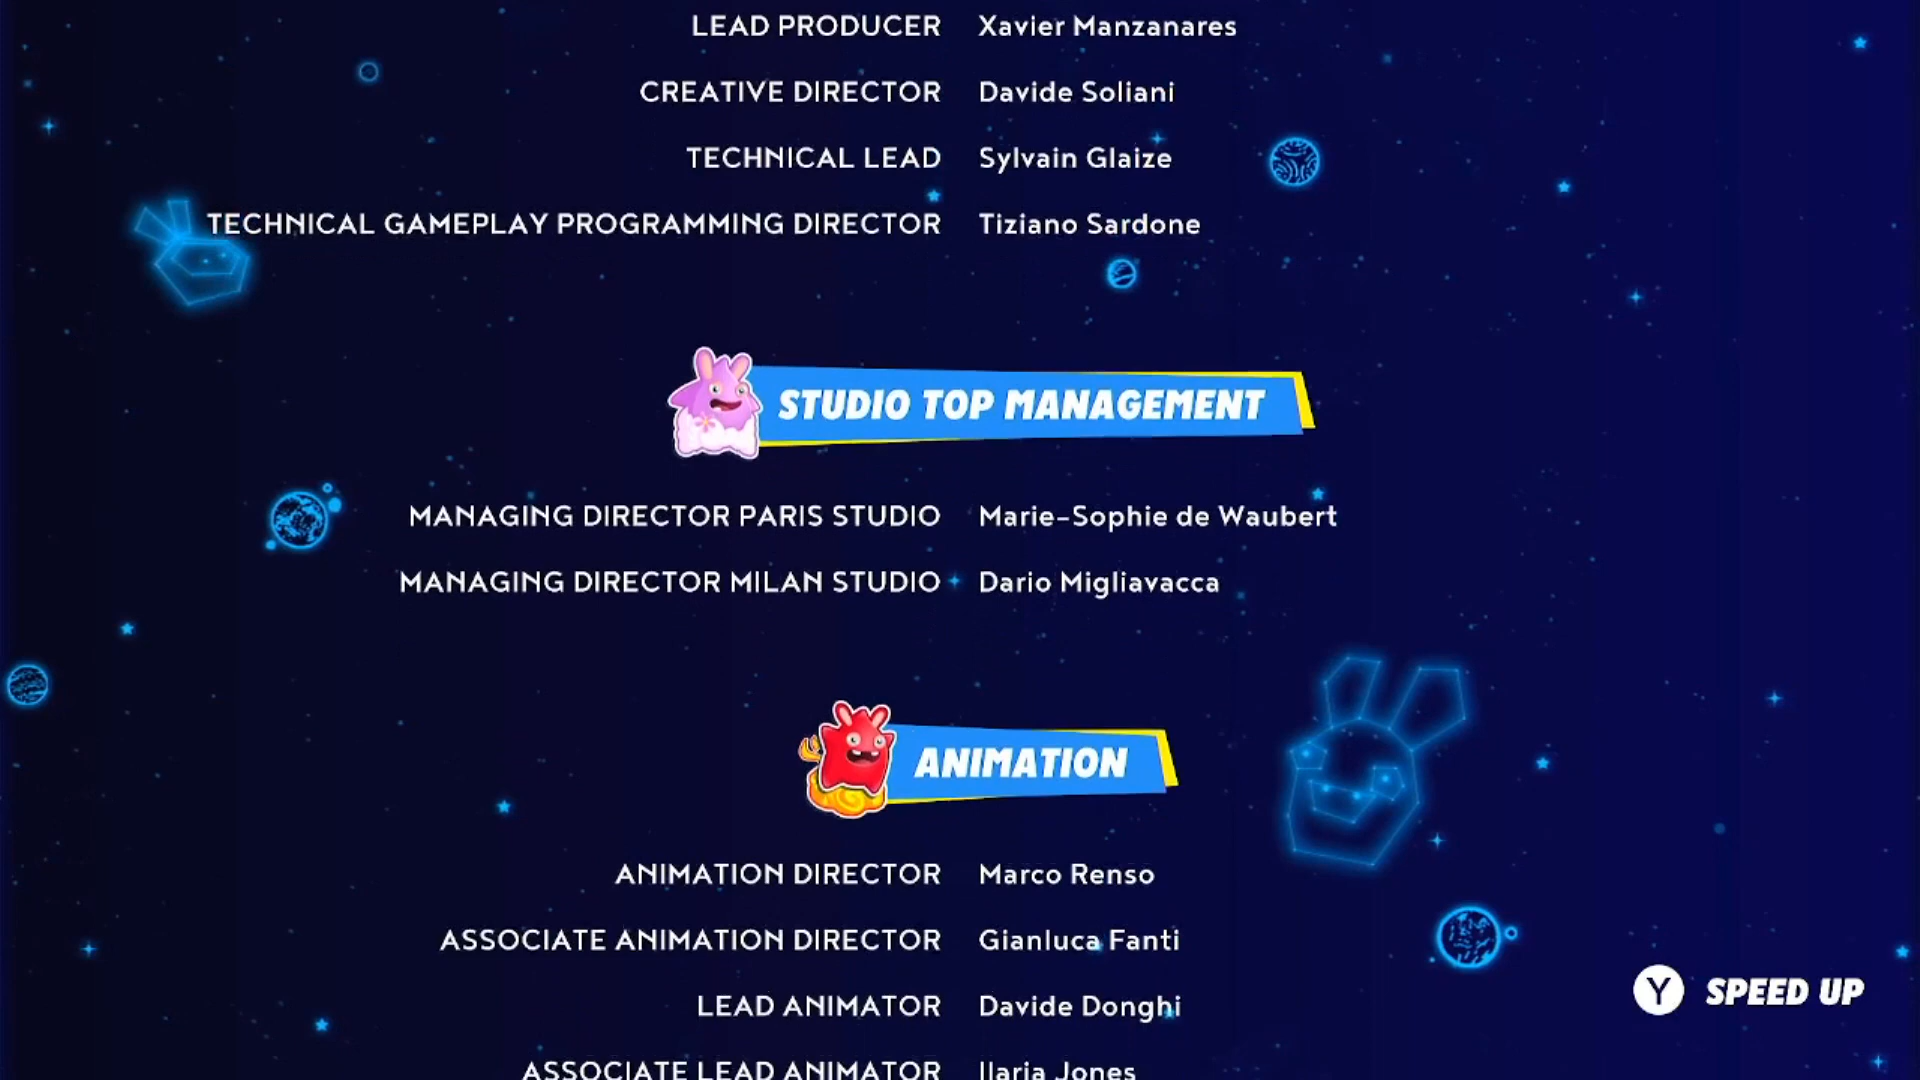 LEAD PRODUCER Xavier Manzanares
CREATIVE DIRECTOR Davide Soliani
TECHNICAL LEAD Sylvain Glaize
TECHNICAL GAMEPLAY PROGRAMMING DIRECTOR Tiziano Sardone
STUDIO TOP MANAGEMENT
MANAGING DIRECTOR PARIS STUDIO Marie-Sophie de Waubert
MANAGING DIRECTOR MILAN STUDIO Dario Migliavacca
ANIMATION
ANIMATION DIRECTOR Marco Renso
ASSOCIATE ANIMATION DIRECTOR Gianluca Fanti
LEAD ANIMATOR Davide Donghi
Y SPEED UP
ASSOCIATE LEAD ANIMATOR Ilaria Jones